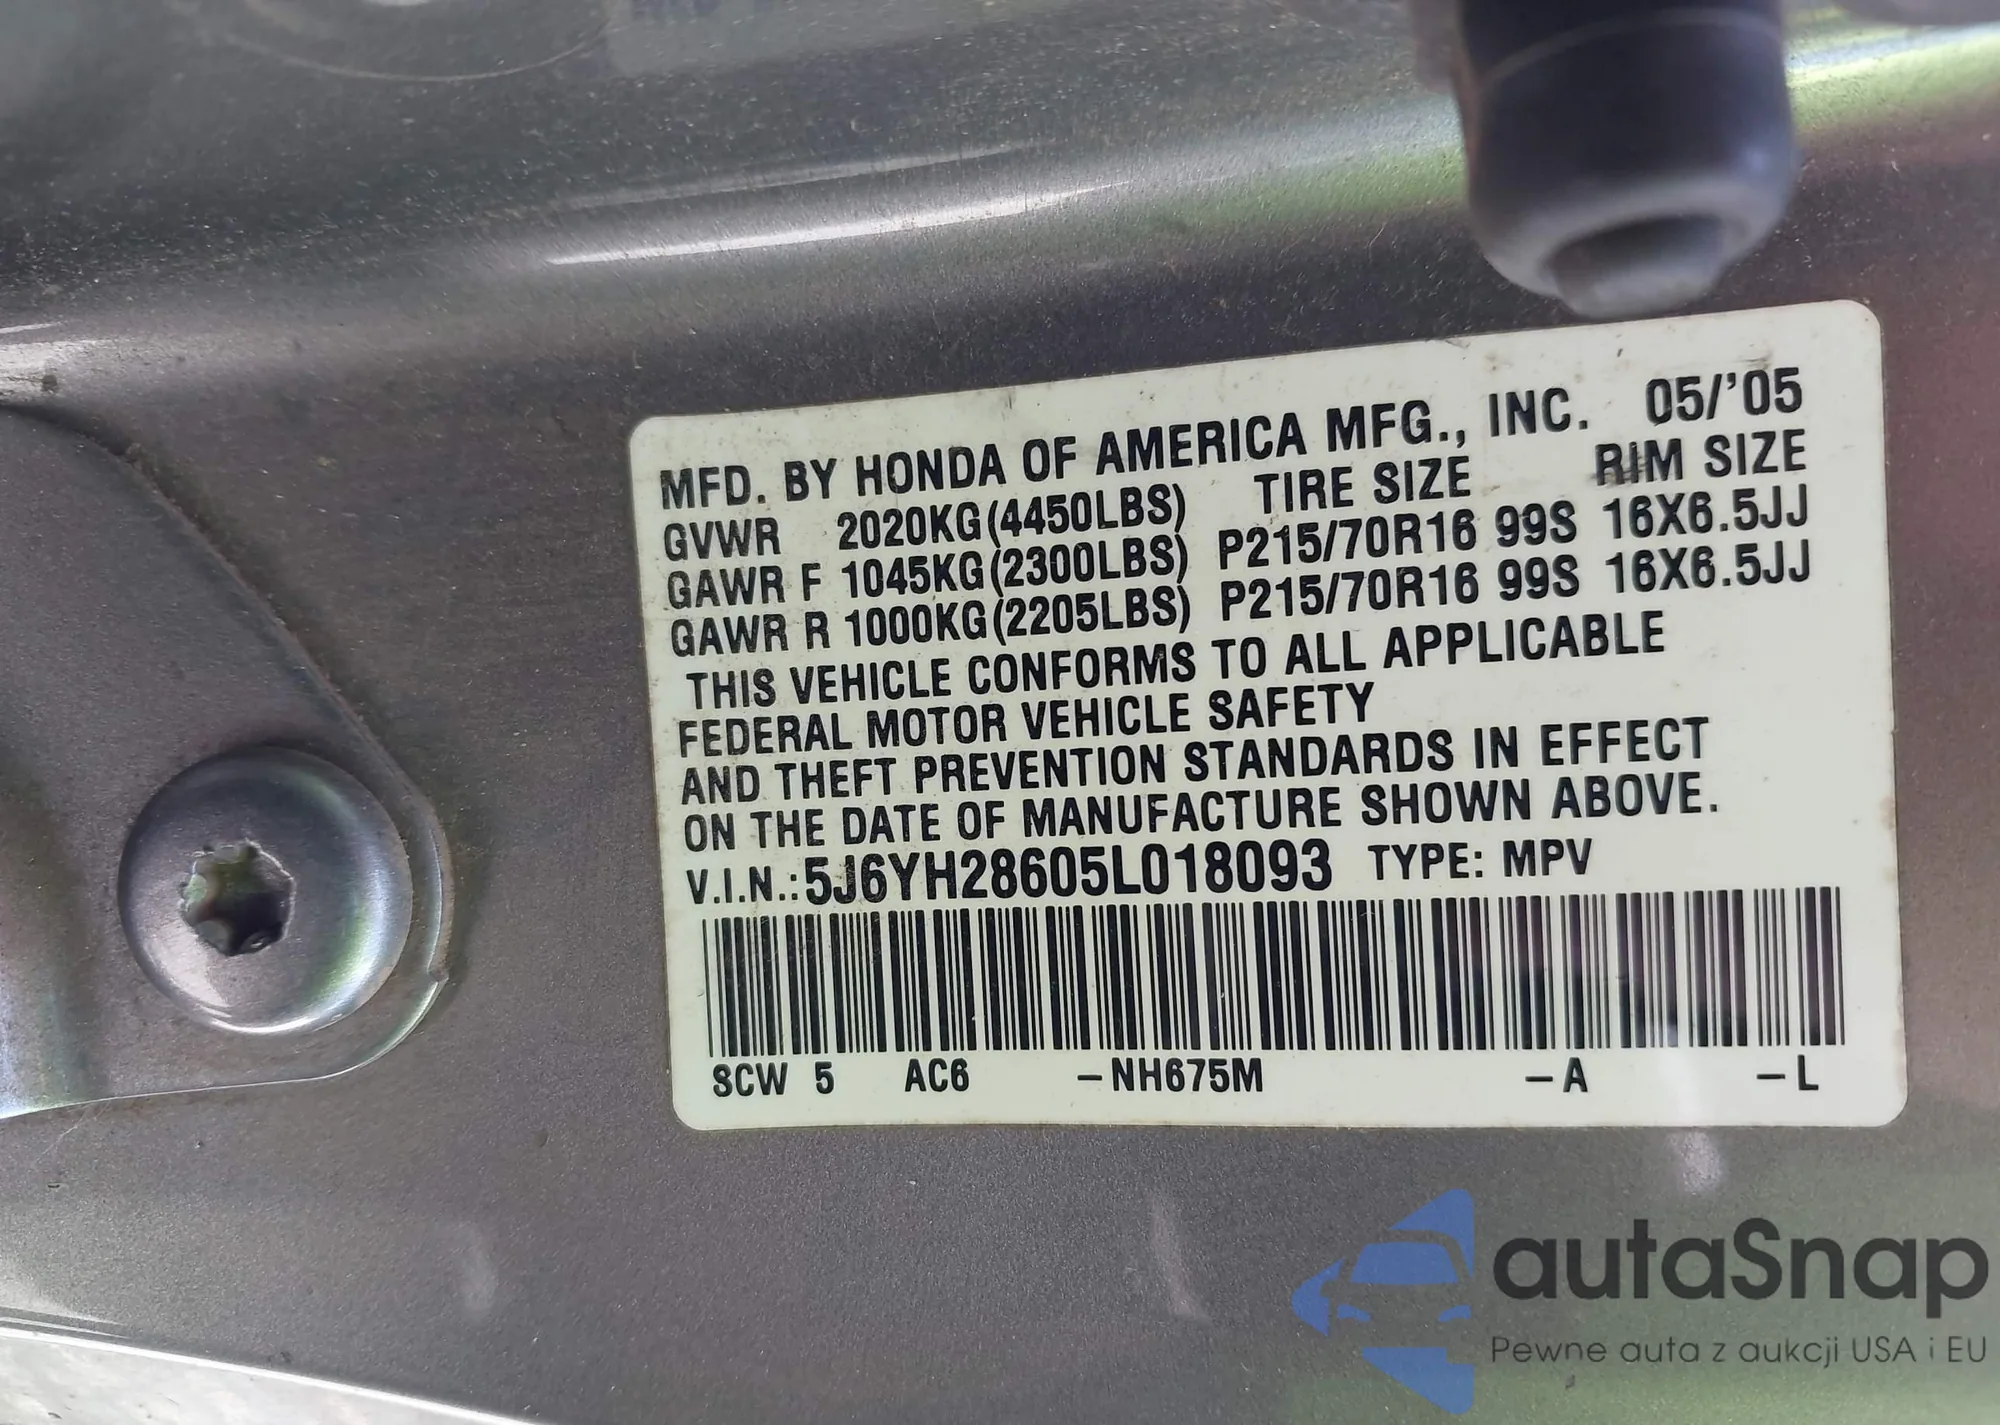 MFD. BY HONDA OF AMERICA MFG., INC. 05/'05
GVWR 2020KG(4450LBS) TIRE SIZE RIM SIZE
GAWR F 1045KG(2300LBS) P215/70R16 99S 16X6.5JJ
GAWR R 1000KG(2205LBS) P215/70R16 99S 16X6.5JJ
THIS VEHICLE CONFORMS TO ALL APPLICABLE
FEDERAL MOTOR VEHICLE SAFETY
AND THEFT PREVENTION STANDARDS IN EFFECT
ON THE DATE OF MANUFACTURE SHOWN ABOVE.
V.I.N.:5J6YH28605L018093 TYPE: MPV
SCW 5 AC6 -NH675M -A -L
autaSnap
Pewne auta z aukcji USA i EU